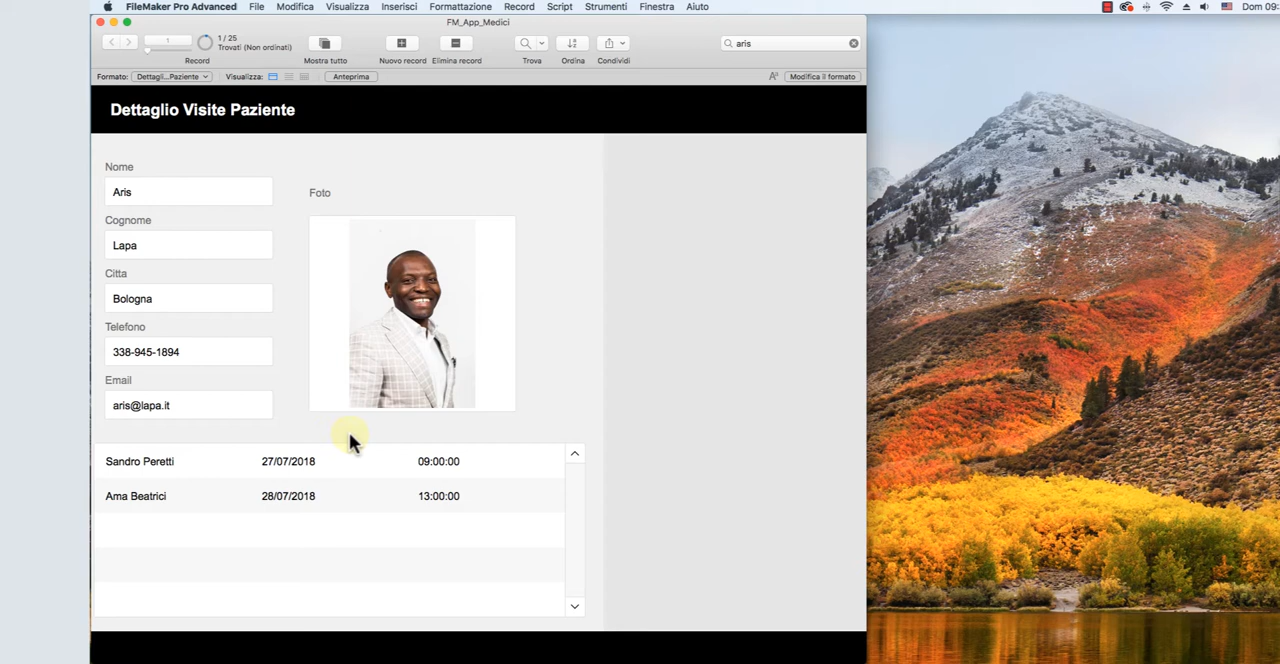 FileMaker Pro Advanced File Modifica Visualizza Inserisci Formattazione Record Script Strumenti Finestra Aiuto Dom 09:
FM_App_Medici
1 1 / 25 Trovati (Non ordinati) aris
Record Mostra tutto Nuovo record Elimina record Trova Ordina Condividi
Formato: Dettagli...Paziente Visualizza: Anteprima Modifica il formato
Dettaglio Visite Paziente
Nome
Aris
Foto
Cognome
Lapa
Citta
Bologna
Telefono
338-945-1894
Email
aris@lapa.it
Sandro Peretti 27/07/2018 09:00:00
Ama Beatrici 28/07/2018 13:00:00